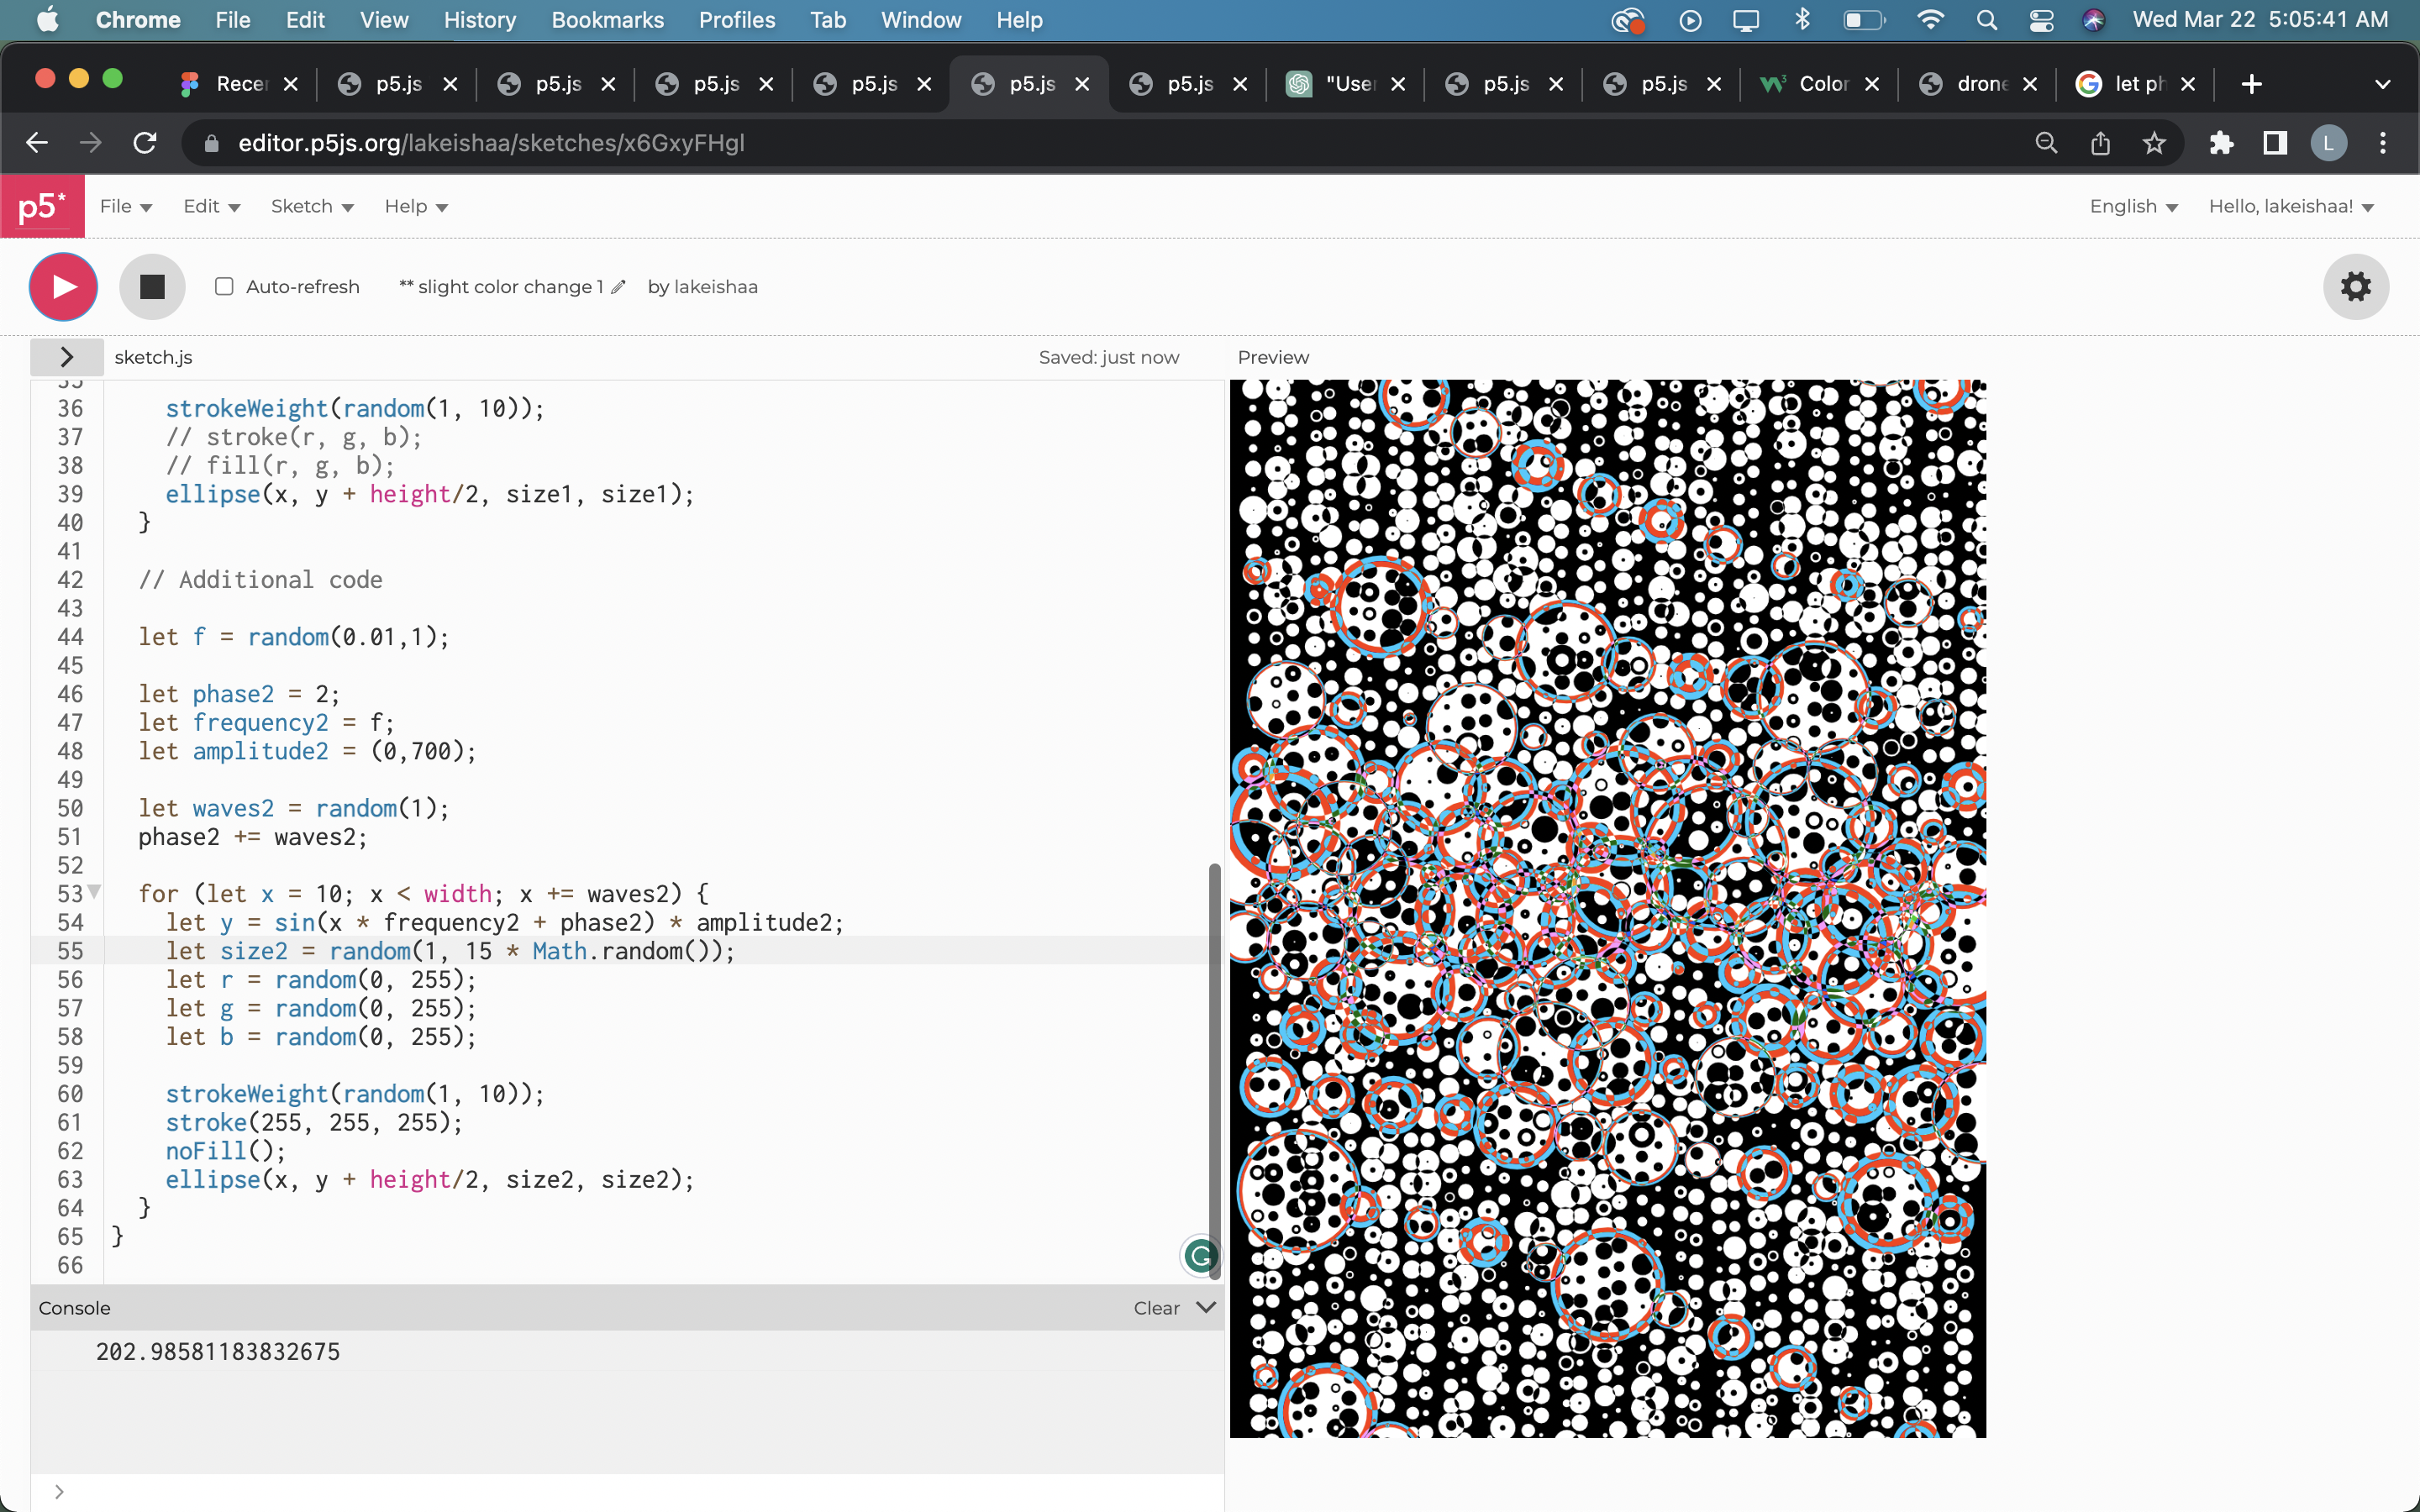 Chrome File Edit View History Bookmarks Profiles Tab Window Help Wed Mar 22 5:05:41 AM
Recer p5.js p5.js p5.js p5.js p5.js p5.js "User p5.js p5.js Color drone let ph
editor.p5js.org/lakeishaa/sketches/x6GxyFHgl L
p5* File Edit Sketch Help English Hello, lakeishaa!
Auto-refresh ** slight color change 1 by lakeishaa
> sketch.js Saved: just now Preview
35
36 strokeWeight(random(1, 10));
37 // stroke(r, g, b);
38 // fill(r, g, b);
39 ellipse(x, y + height/2, size1, size1);
40 }
41
42 // Additional code
43
44 let f = random(0.01,1);
45
46 let phase2 = 2;
47 let frequency2 = f;
48 let amplitude2 = (0,700);
49
50 let waves2 = random(1);
51 phase2 += waves2;
52
53 for (let x = 10; x < width; x += waves2) {
54 let y = sin(x * frequency2 + phase2) * amplitude2;
55 let size2 = random(1, 15 * Math.random());
56 let r = random(0, 255);
57 let g = random(0, 255);
58 let b = random(0, 255);
59
60 strokeWeight(random(1, 10));
61 stroke(255, 255, 255);
62 noFill();
63 ellipse(x, y + height/2, size2, size2);
64 }
65 }
66
Console Clear
202.98581183832675
>